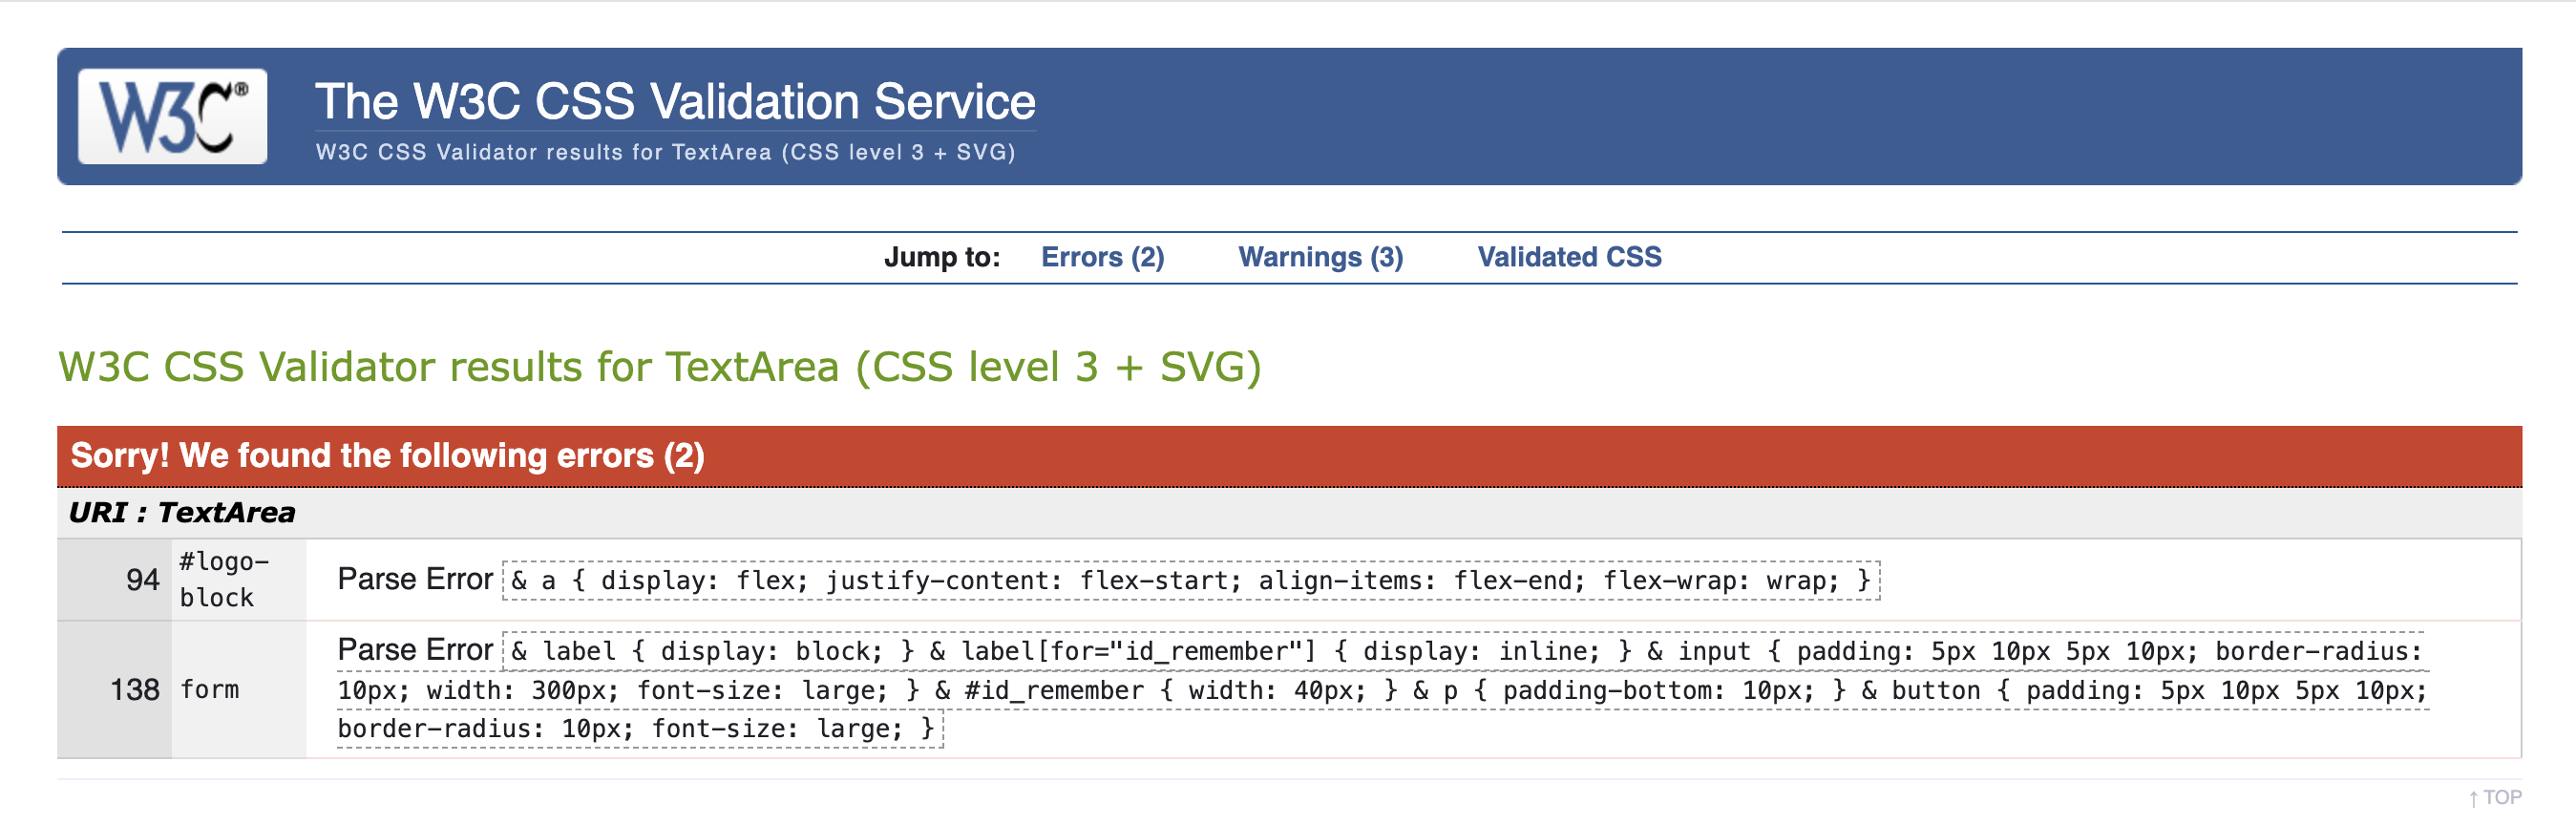 W3C®
The W3C CSS Validation Service
W3C CSS Validator results for TextArea (CSS level 3 + SVG)
Jump to: Errors (2) Warnings (3) Validated CSS
W3C CSS Validator results for TextArea (CSS level 3 + SVG)
Sorry! We found the following errors (2)
URI : TextArea
94 #logo-
block
Parse Error & a { display: flex; justify-content: flex-start; align-items: flex-end; flex-wrap: wrap; }
138 form
Parse Error & label { display: block; } & label[for="id_remember"] { display: inline; } & input { padding: 5px 10px 5px 10px; border-radius:
10px; width: 300px; font-size: large; } & #id_remember { width: 40px; } & p { padding-bottom: 10px; } & button { padding: 5px 10px 5px 10px;
border-radius: 10px; font-size: large; }
↑ TOP